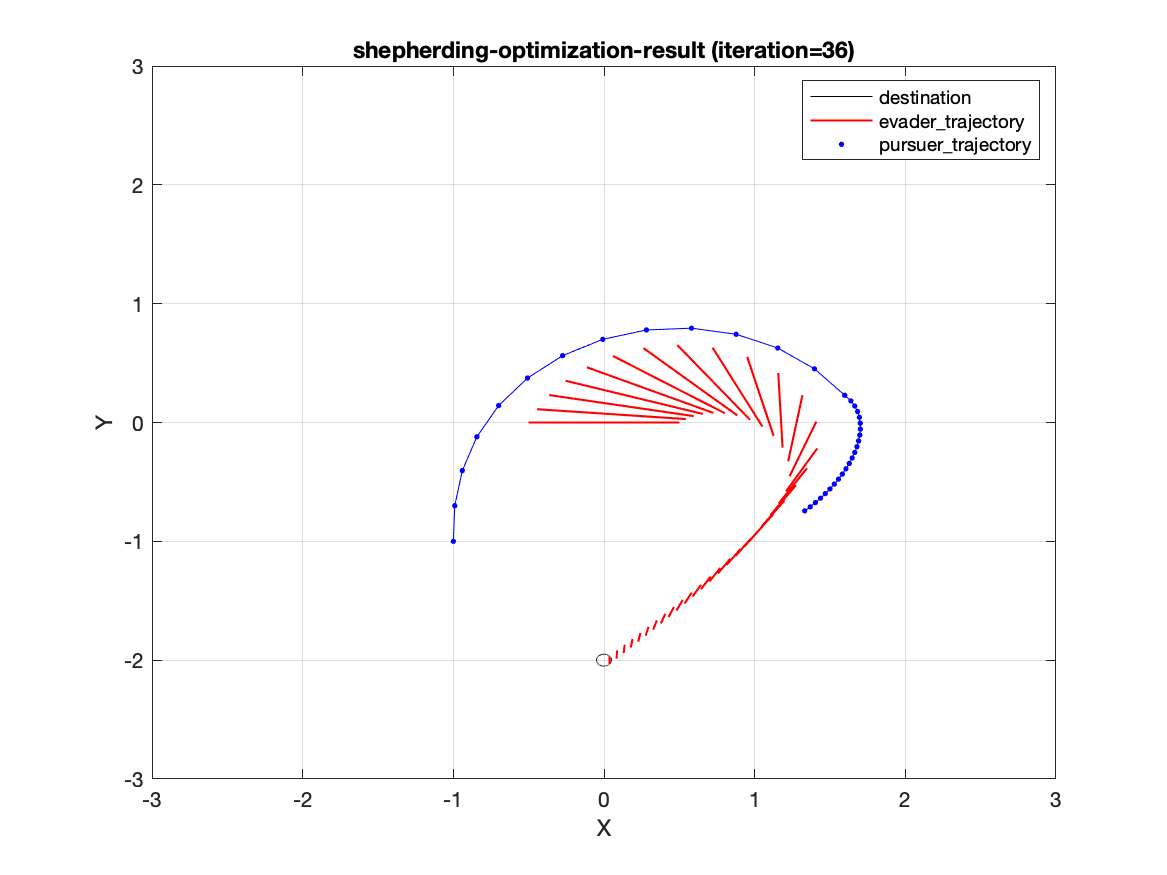 shepherding-optimization-result (iteration=36)
3
2
1
0
-1
-2
-3
Y
destination
evader_trajectory
pursuer_trajectory
-3 -2 -1 0 1 2 3
X